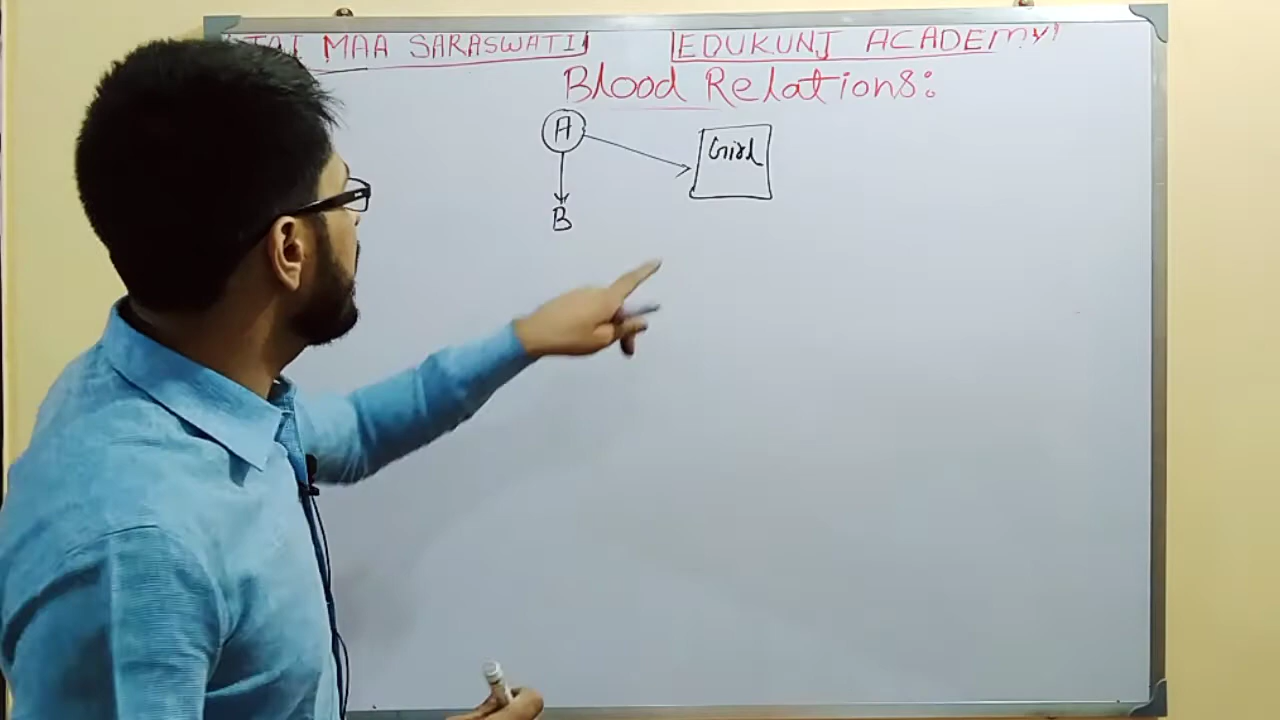 JAI MAA SARASWATI EDUKUNJ ACADEMY
Blood Relations:
A
Girl
B